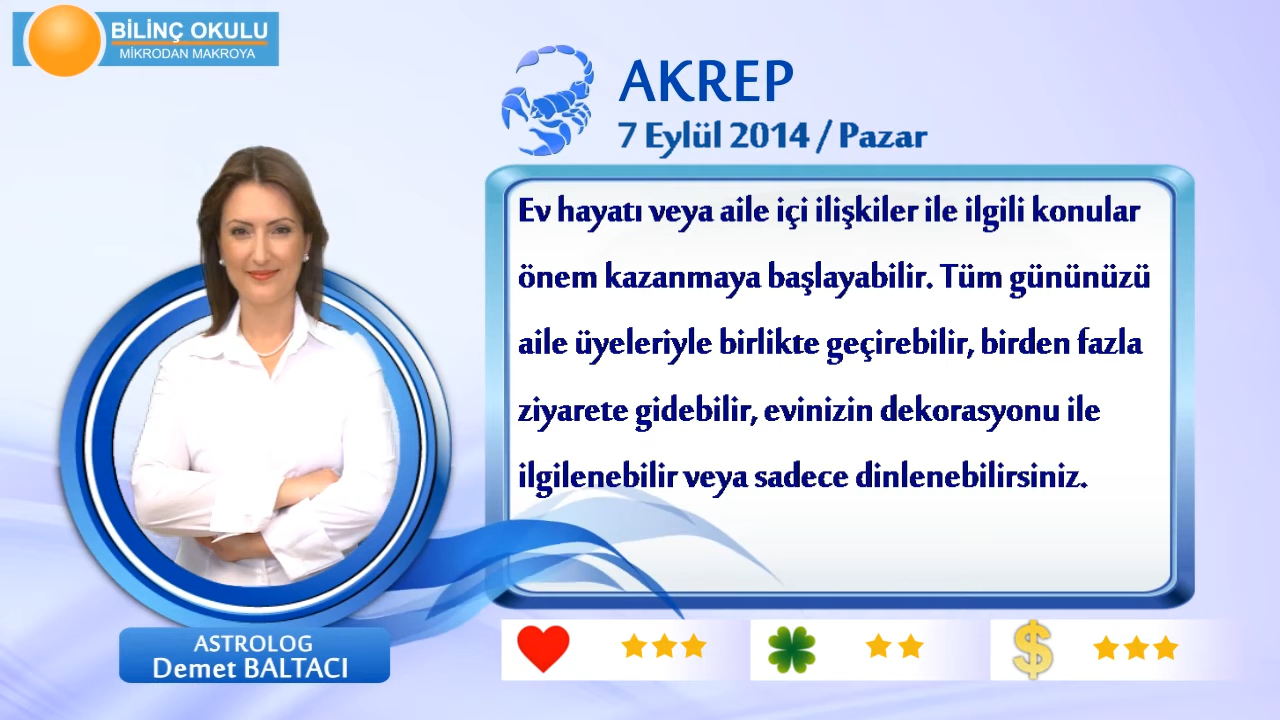 BİLİNÇ OKULU
MİKRODAN MAKROYA
AKREP
7 Eylül 2014 / Pazar
Ev hayatı veya aile içi ilişkiler ile ilgili konular
önem kazanmaya başlayabilir. Tüm gününüzü
aile üyeleriyle birlikte geçirebilir, birden fazla
ziyarete gidebilir, evinizin dekorasyonu ile
ilgilenebilir veya sadece dinlenebilirsiniz.
ASTROLOG
Demet BALTACI
$